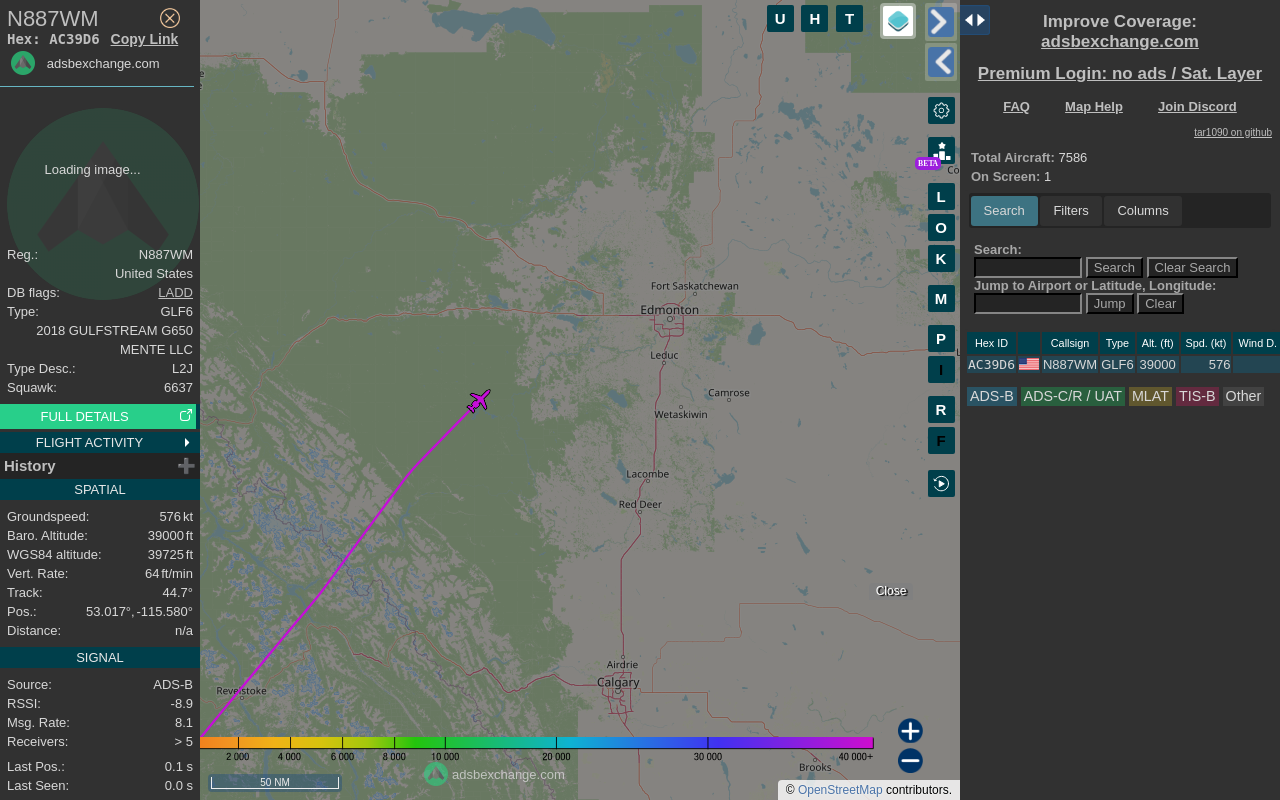 N887WM
Hex: AC39D6 Copy Link
adsbexchange.com
Loading image...
Reg.: N887WM
United States
DB flags: LADD
Type: GLF6
2018 GULFSTREAM G650
MENTE LLC
Type Desc.: L2J
Squawk: 6637
FULL DETAILS
FLIGHT ACTIVITY
History
SPATIAL
Groundspeed: 576 kt
Baro. Altitude: 39000 ft
WGS84 altitude: 39725 ft
Vert. Rate: 64 ft/min
Track: 44.7°
Pos.: 53.017°, -115.580°
Distance: n/a
SIGNAL
Source: ADS-B
RSSI: -8.9
Msg. Rate: 8.1
Receivers: > 5
Last Pos.: 0.1 s
Last Seen: 0.0 s
U H T
BETA
L
O
K
M
P
I
R
F
Fort Saskatchewan
Edmonton
Leduc
Camrose
Wetaskiwin
Lacombe
Red Deer
Close
Airdrie
Calgary
Revelstoke
Brooks
2 000 4 000 6 000 8 000 10 000 20 000 30 000 40 000+
adsbexchange.com
50 NM
© OpenStreetMap contributors.
Improve Coverage:
adsbexchange.com
Premium Login: no ads / Sat. Layer
FAQ Map Help Join Discord
tar1090 on github
Total Aircraft: 7586
On Screen: 1
Search Filters Columns
Search:
Search Clear Search
Jump to Airport or Latitude, Longitude:
Jump Clear
Hex ID Callsign Type Alt. (ft) Spd. (kt) Wind D.
AC39D6 N887WM GLF6 39000 576
ADS-B ADS-C/R / UAT MLAT TIS-B Other